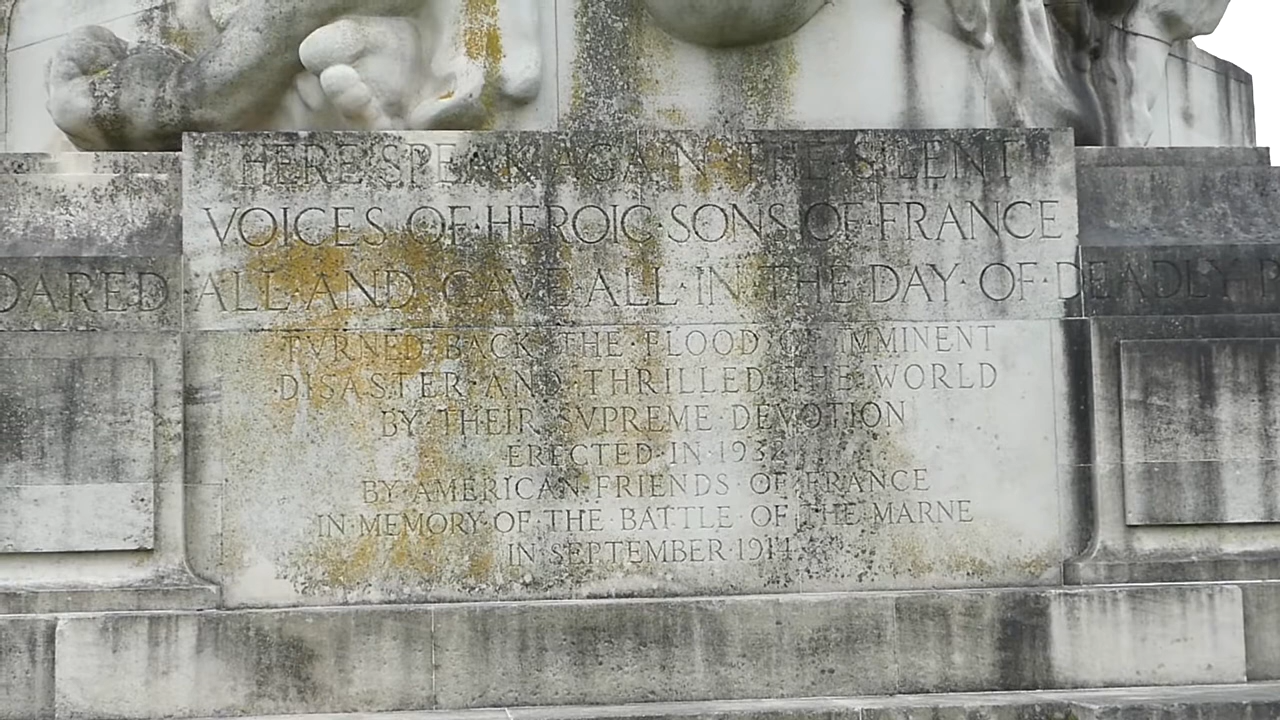 HERE·SPEAK·AGAIN·THE·SILENT
VOICES·OF·HEROIC·SONS·OF·FRANCE
DARED·ALL·AND·GAVE·ALL·IN·THE·DAY·OF·DEADLY
TVRNED·BACK·THE·FLOOD·OF·IMMINENT
DISASTER·AND·THRILLED·THE·WORLD
BY·THEIR·SVPREME·DEVOTION
ERECTED·IN·1932
BY·AMERICAN·FRIENDS·OF·FRANCE
IN·MEMORY·OF·THE·BATTLE·OF·THE·MARNE
IN·SEPTEMBER·1914